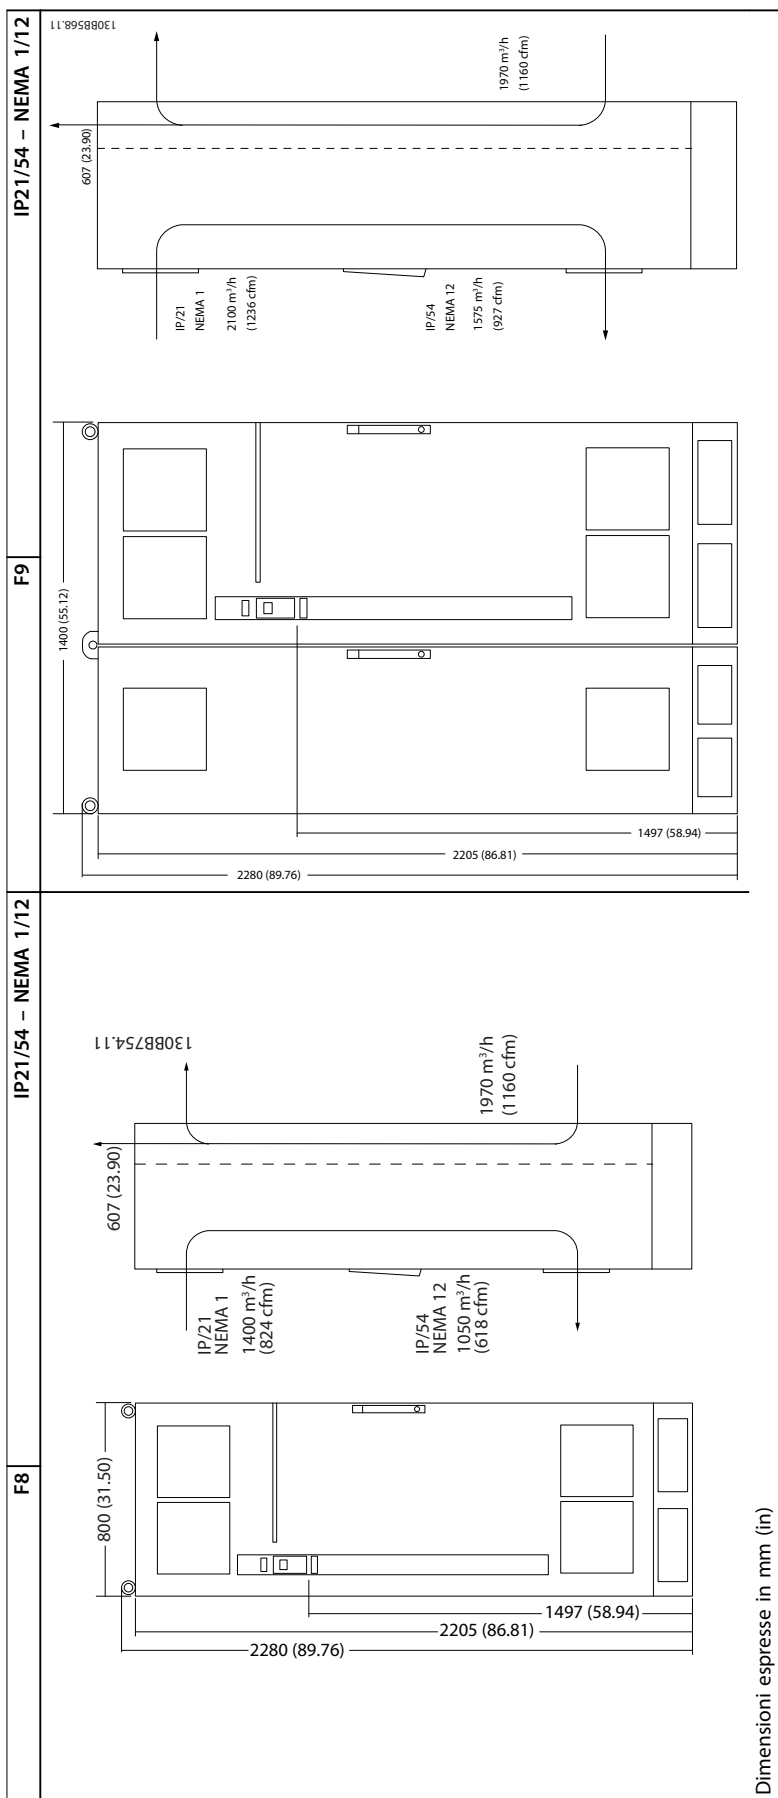 F8
IP21/54 – NEMA 1/12
F9
IP21/54 – NEMA 1/12
800 (31.50)
1497 (58.94)
2205 (86.81)
2280 (89.76)
130BB754.11
607 (23.90)
IP/21
NEMA 1
1400 m³/h
(824 cfm)
IP/54
NEMA 12
1050 m³/h
(618 cfm)
1970 m³/h
(1160 cfm)
1400 (55.12)
1497 (58.94)
2205 (86.81)
2280 (89.76)
130BB568.11
607 (23.90)
IP/21
NEMA 1
2100 m³/h
(1236 cfm)
IP/54
NEMA 12
1575 m³/h
(927 cfm)
1970 m³/h
(1160 cfm)
Dimensioni espresse in mm (in)